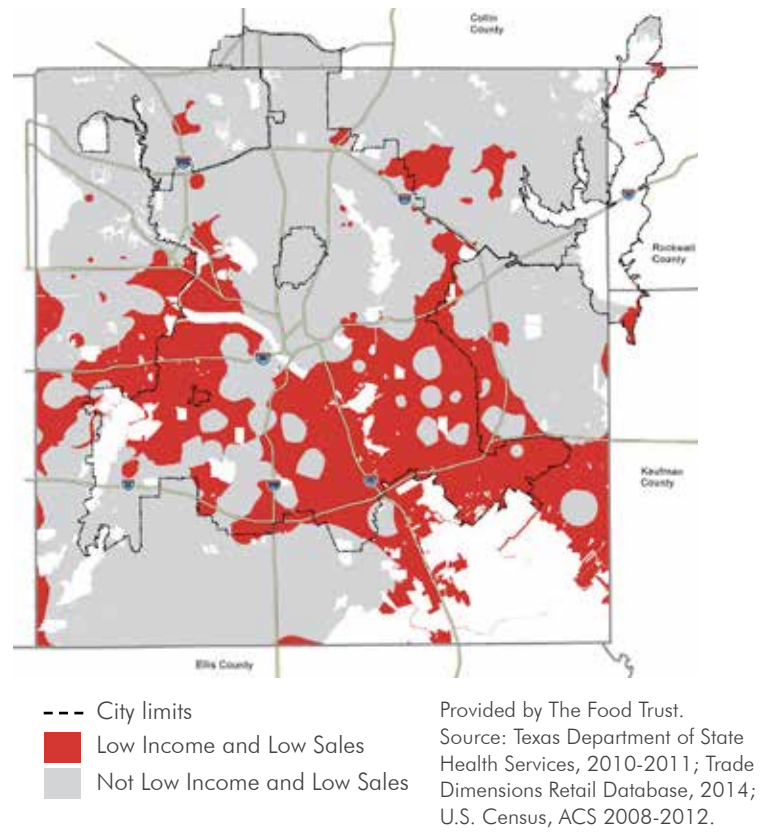 Collin
County
Rockwall
County
Kaufman
County
Ellis County
City limits
Low Income and Low Sales
Not Low Income and Low Sales
Provided by The Food Trust.
Source: Texas Department of State
Health Services, 2010-2011; Trade
Dimensions Retail Database, 2014;
U.S. Census, ACS 2008-2012.